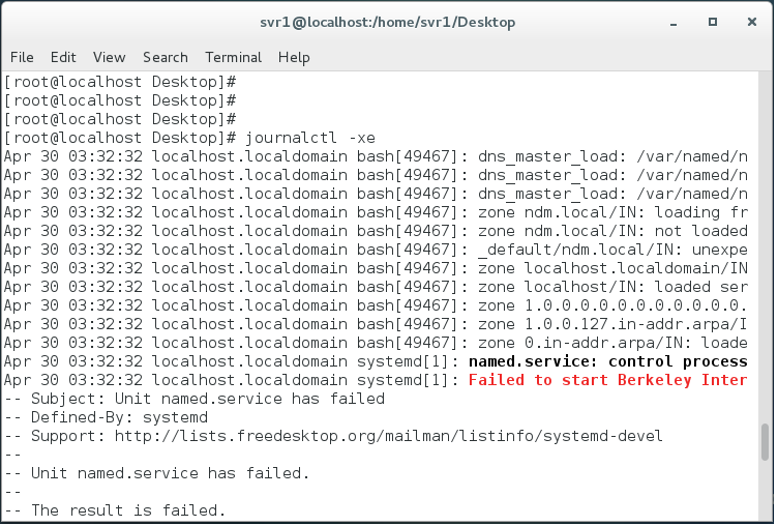 svr1@localhost:/home/svr1/Desktop
File Edit View Search Terminal Help
[root@localhost Desktop]#
[root@localhost Desktop]#
[root@localhost Desktop]#
[root@localhost Desktop]# journalctl -xe
Apr 30 03:32:32 localhost.localdomain bash[49467]: dns_master_load: /var/named/n
Apr 30 03:32:32 localhost.localdomain bash[49467]: dns_master_load: /var/named/n
Apr 30 03:32:32 localhost.localdomain bash[49467]: dns_master_load: /var/named/n
Apr 30 03:32:32 localhost.localdomain bash[49467]: zone ndm.local/IN: loading fr
Apr 30 03:32:32 localhost.localdomain bash[49467]: zone ndm.local/IN: not loaded
Apr 30 03:32:32 localhost.localdomain bash[49467]: _default/ndm.local/IN: unexpe
Apr 30 03:32:32 localhost.localdomain bash[49467]: zone localhost.localdomain/IN
Apr 30 03:32:32 localhost.localdomain bash[49467]: zone localhost/IN: loaded ser
Apr 30 03:32:32 localhost.localdomain bash[49467]: zone 1.0.0.0.0.0.0.0.0.0.0.
Apr 30 03:32:32 localhost.localdomain bash[49467]: zone 1.0.0.127.in-addr.arpa/I
Apr 30 03:32:32 localhost.localdomain bash[49467]: zone 0.in-addr.arpa/IN: loade
Apr 30 03:32:32 localhost.localdomain systemd[1]: named.service: control process
Apr 30 03:32:32 localhost.localdomain systemd[1]: Failed to start Berkeley Inter
-- Subject: Unit named.service has failed
-- Defined-By: systemd
-- Support: http://lists.freedesktop.org/mailman/listinfo/systemd-devel
--
-- Unit named.service has failed.
--
-- The result is failed.